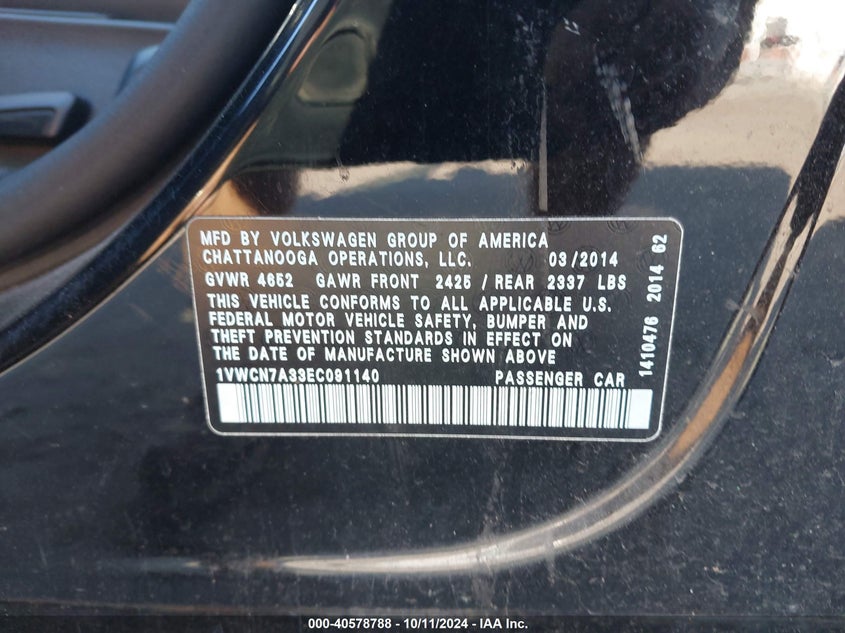 MFD BY VOLKSWAGEN GROUP OF AMERICA
CHATTANOOGA OPERATIONS, LLC. 03/2014
GVWR 4652 GAWR FRONT 2425 / REAR 2337 LBS
THIS VEHICLE CONFORMS TO ALL APPLICABLE U.S.
FEDERAL MOTOR VEHICLE SAFETY, BUMPER AND
THEFT PREVENTION STANDARDS IN EFFECT ON
THE DATE OF MANUFACTURE SHOWN ABOVE
1VWCN7A33EC091140 PASSENGER CAR
1410476 2014 62
000-40578788 - 10/11/2024 - IAA Inc.